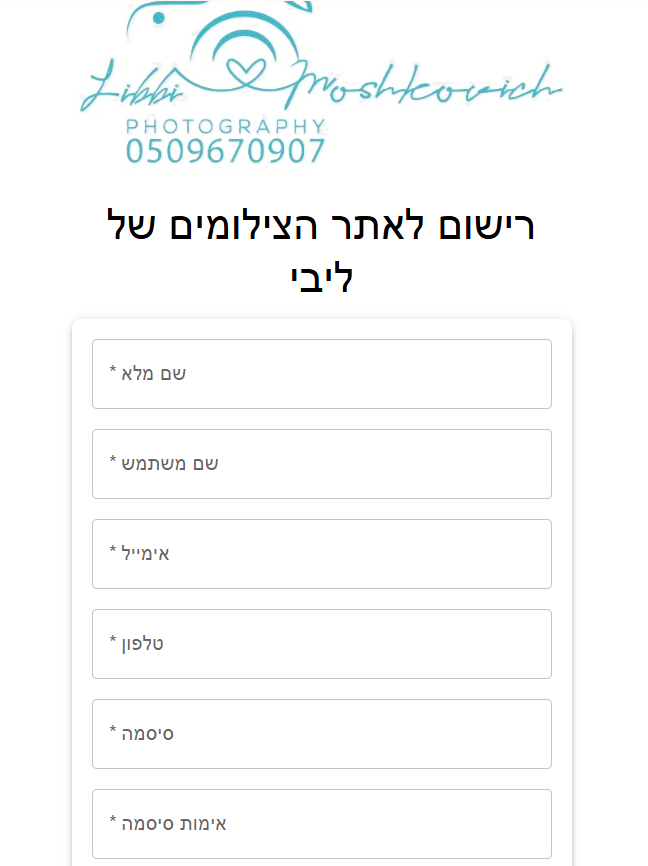 Libbi Moshkovich
PHOTOGRAPHY
0509670907
רישום לאתר הצילומים של
ליבי
שם מלא *
שם משתמש *
אימייל *
טלפון *
סיסמה *
אימות סיסמה *